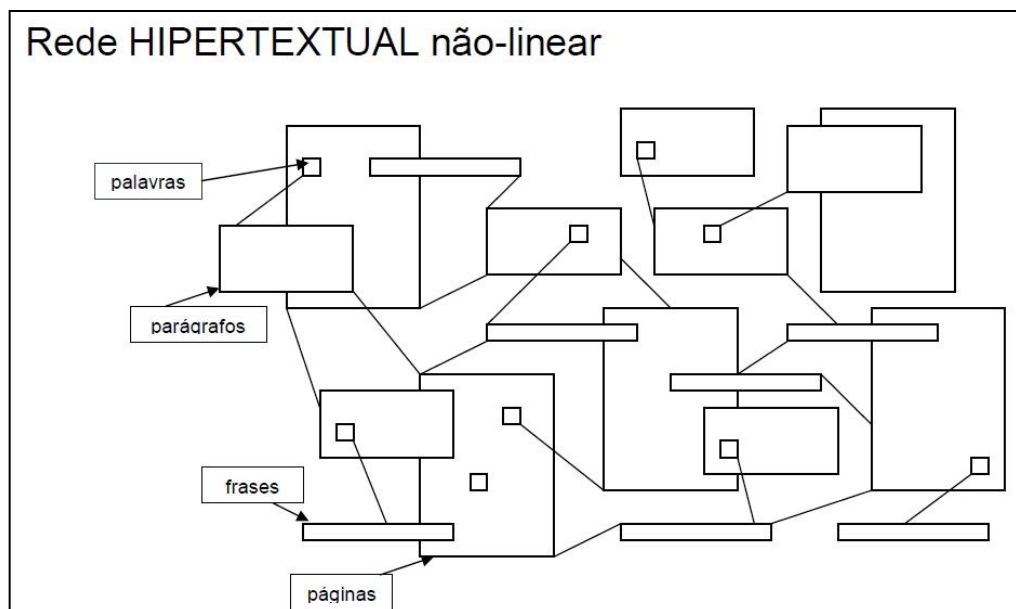 Rede HIPERTEXTUAL não-linear
palavras
parágrafos
frases
páginas